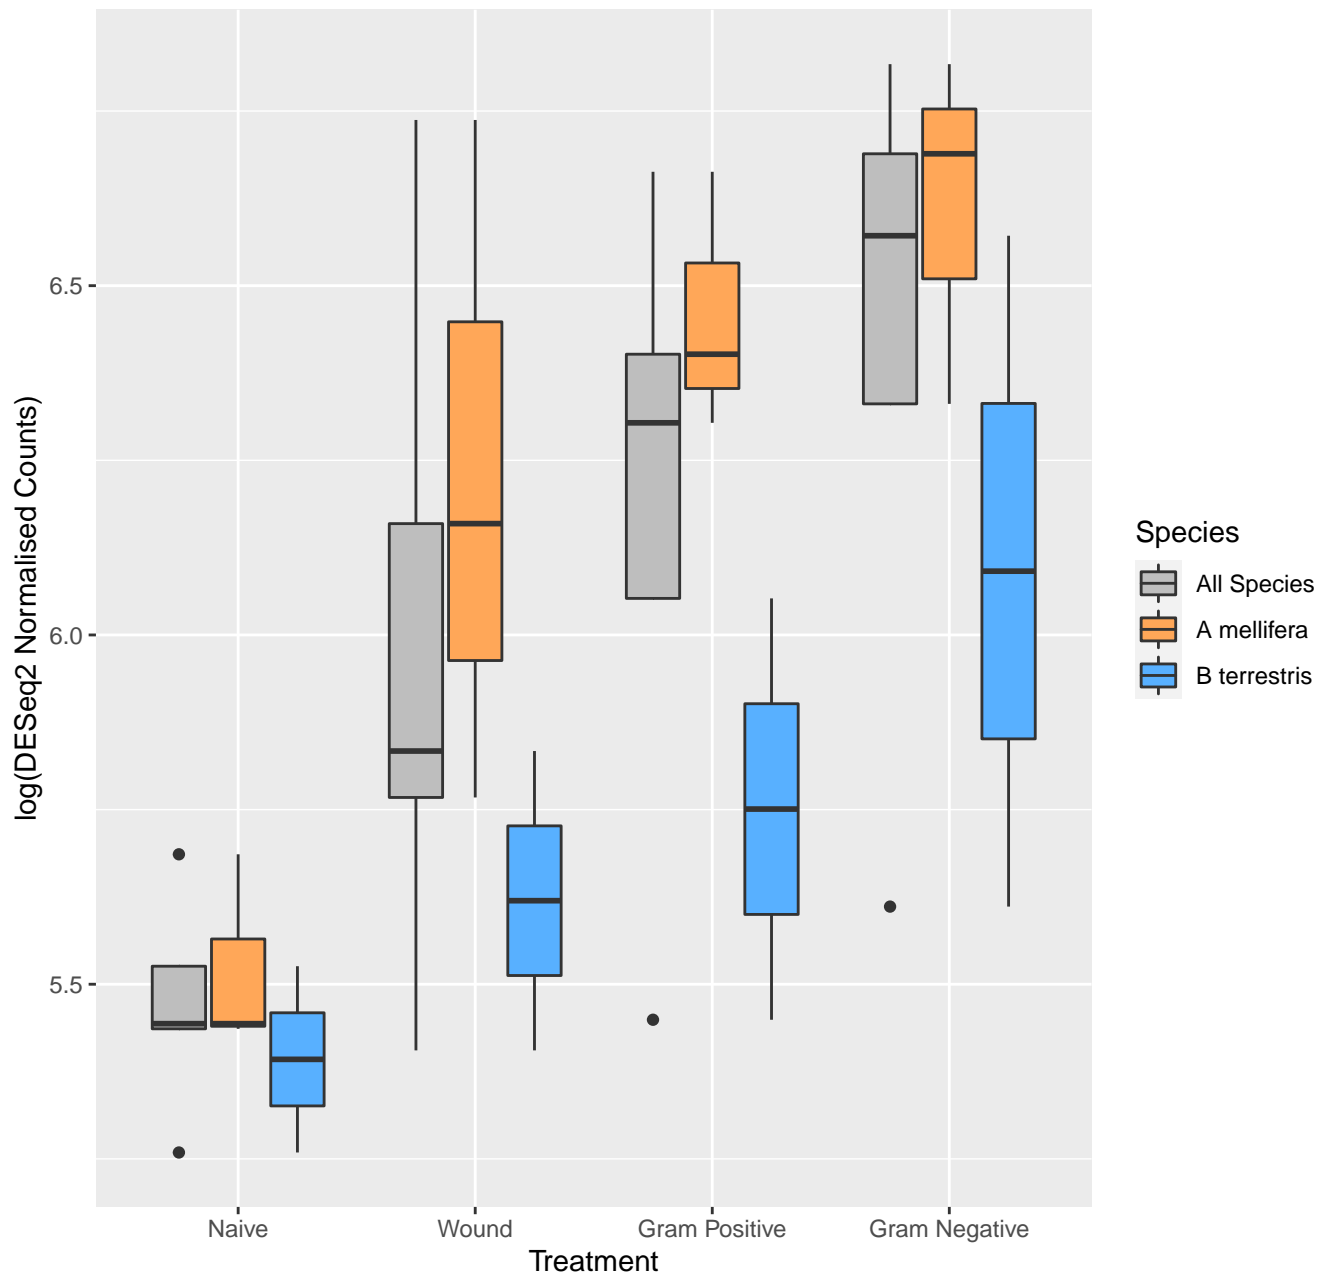 log(DESeq2 Normalised Counts)
6.5
6.0
5.5
Naive
Wound
Gram Positive
Gram Negative
Treatment
Species
All Species
A mellifera
B terrestris